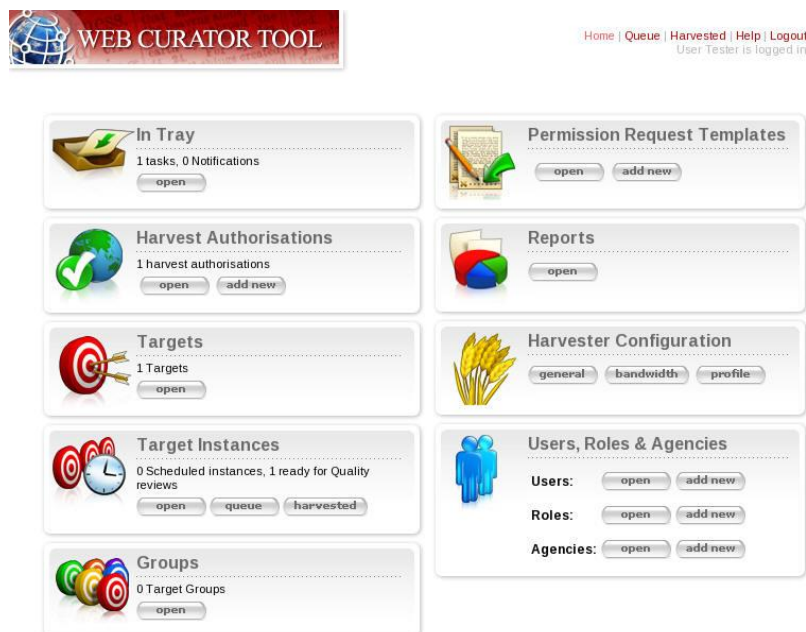 WEB CURATOR TOOL
Home | Queue | Harvested | Help | Logout
User Tester is logged in
In Tray
1 tasks, 0 Notifications
open
Harvest Authorisations
1 harvest authorisations
open add new
Targets
1 Targets
open
Target Instances
0 Scheduled instances, 1 ready for Quality
reviews
open queue harvested
Groups
0 Target Groups
open
Permission Request Templates
open add new
Reports
open
Harvester Configuration
general bandwidth profile
Users, Roles & Agencies
Users: open add new
Roles: open add new
Agencies: open add new